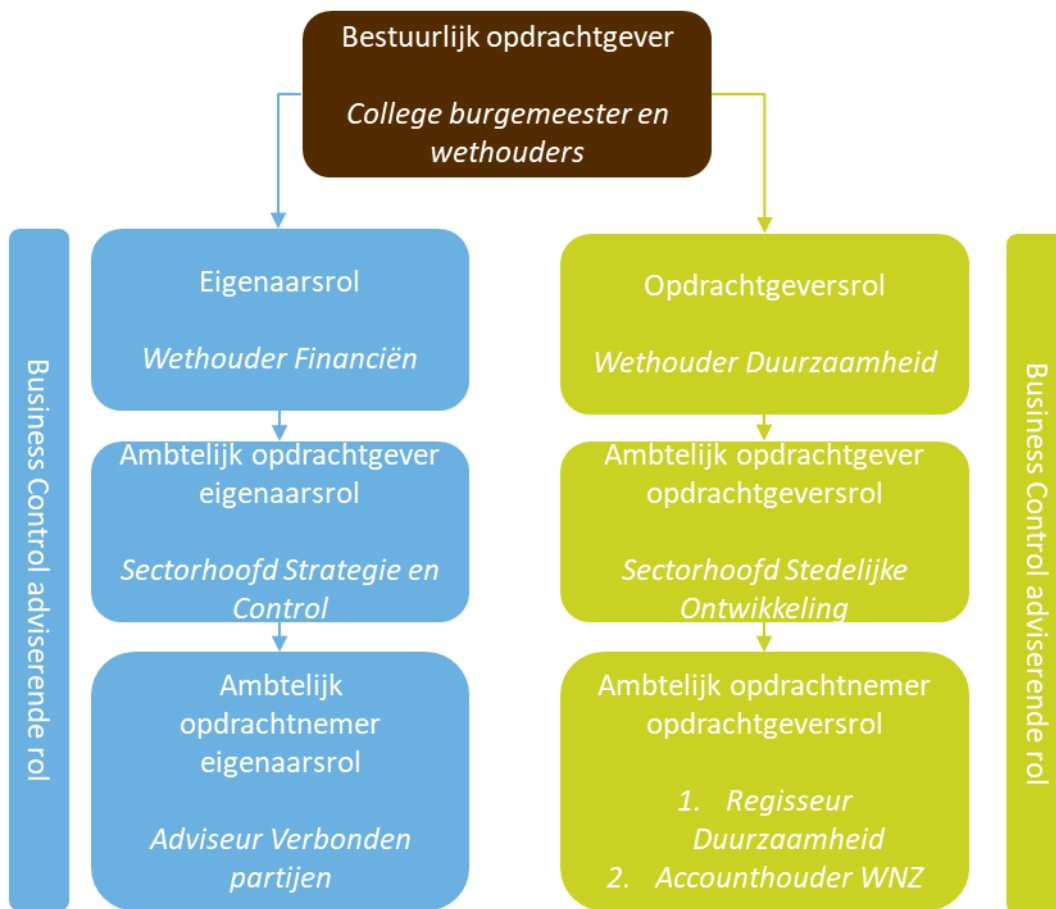 Bestuurlijk opdrachtgever
College burgemeester en
wethouders
Business Control adviserende rol
Eigenaarsrol
Wethouder Financiën
Ambtelijk opdrachtgever
eigenaarsrol
Sectorhoofd Strategie en
Control
Ambtelijk
opdrachtnemer
eigenaarsrol
Adviseur Verbonden
partijen
Opdrachtgeversrol
Wethouder Duurzaamheid
Ambtelijk opdrachtgever
opdrachtgeversrol
Sectorhoofd Stedelijke
Ontwikkeling
Ambtelijk opdrachtnemer
opdrachtgeversrol
1. Regisseur
Duurzaamheid
2. Accounthouder WNZ
Business Control adviserende rol